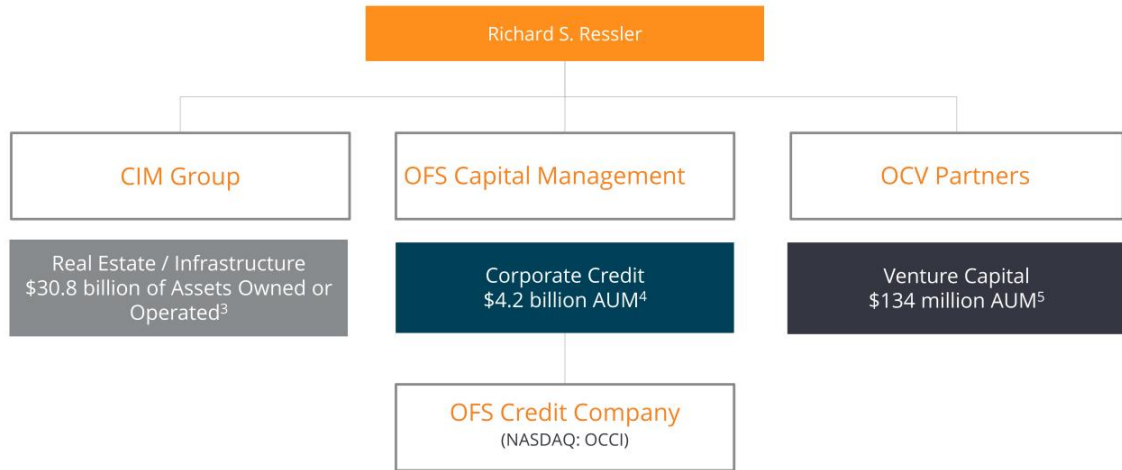 Richard S. Ressler
CIM Group
OFS Capital Management
OCV Partners
Real Estate / Infrastructure
$30.8 billion of Assets Owned or
Operated3
Corporate Credit
$4.2 billion AUM4
Venture Capital
$134 million AUM5
OFS Credit Company
(NASDAQ: OCCI)